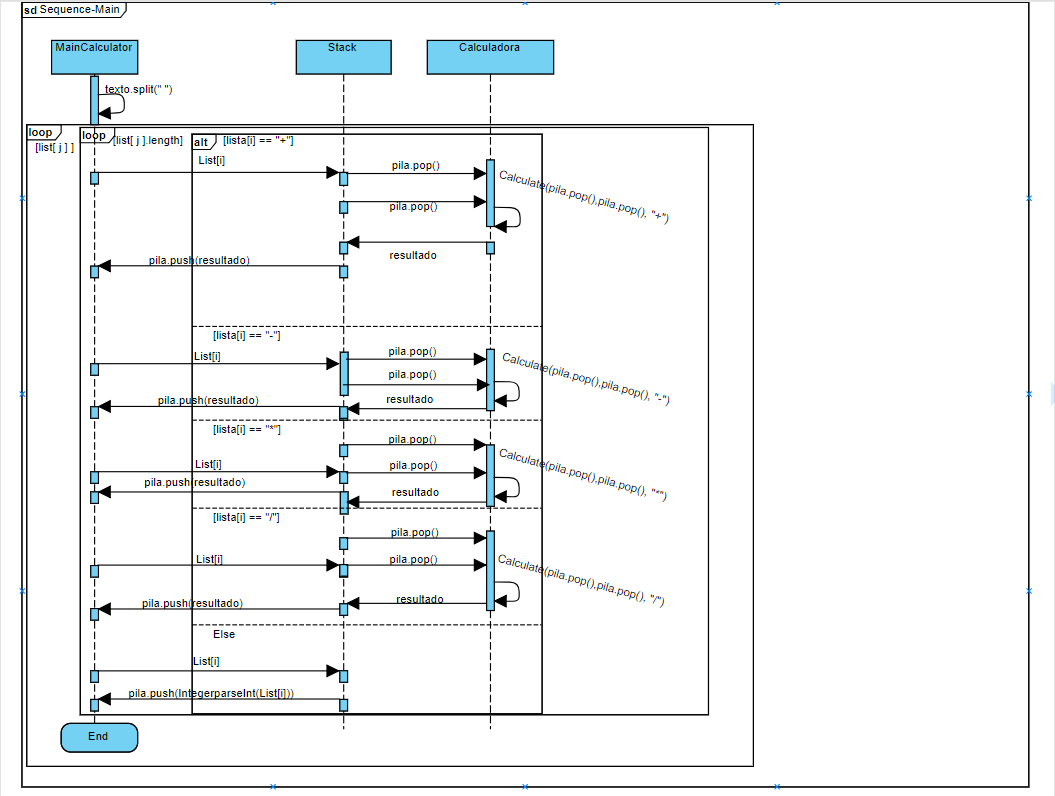 sd Sequence-Main
MainCalculator
Stack
Calculadora
texto.split(" ")
loop
[list[ j ] ]
loop
[list[ j ].length]
alt
[lista[i] == "+"]
List[i]
pila.pop()
Calculate(pila.pop(),pila.pop(), "+")
pila.pop()
resultado
pila.push(resultado)
[lista[i] == "-"]
List[i]
pila.pop()
Calculate(pila.pop(),pila.pop(), "-")
pila.pop()
resultado
pila.push(resultado)
[lista[i] == "*"]
pila.pop()
Calculate(pila.pop(),pila.pop(), "*")
List[i]
pila.pop()
pila.push(resultado)
resultado
[lista[i] == "/"]
pila.pop()
List[i]
pila.pop()
Calculate(pila.pop(),pila.pop(), "/")
resultado
pila.push(resultado)
Else
List[i]
pila.push(IntegerparseInt(List[i]))
End